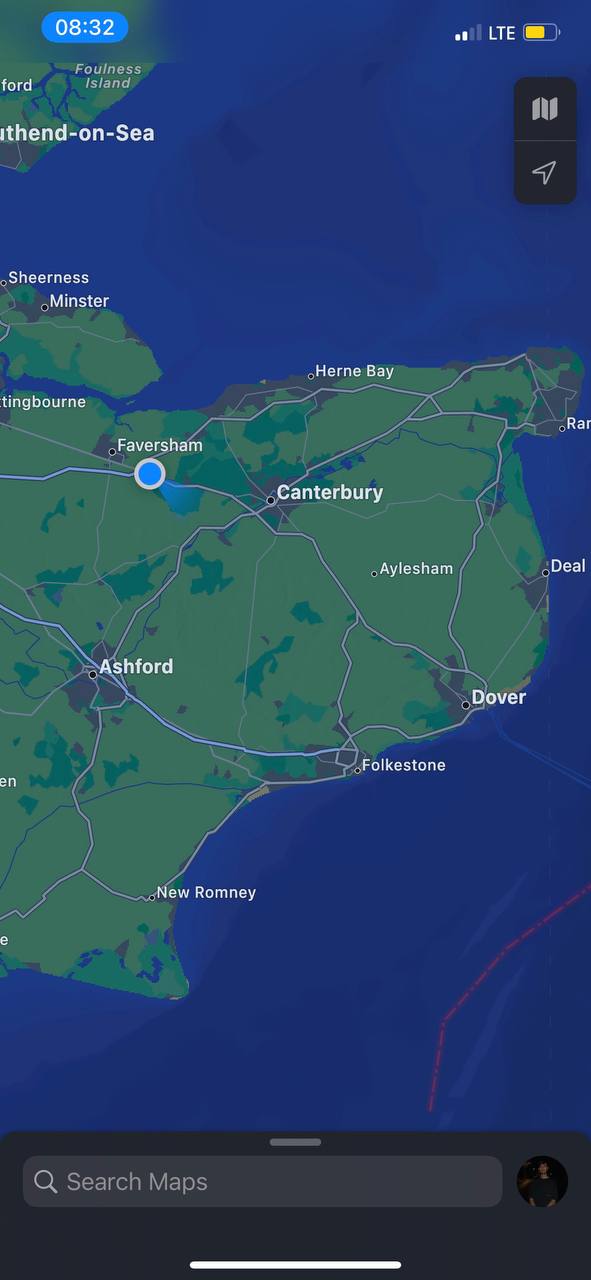 08:32
LTE
Foulness
Island
ford
uthend-on-Sea
Sheerness
Minster
Herne Bay
ttingbourne
Ran
Faversham
Canterbury
Deal
Aylesham
Ashford
Dover
Folkestone
en
New Romney
e
Search Maps